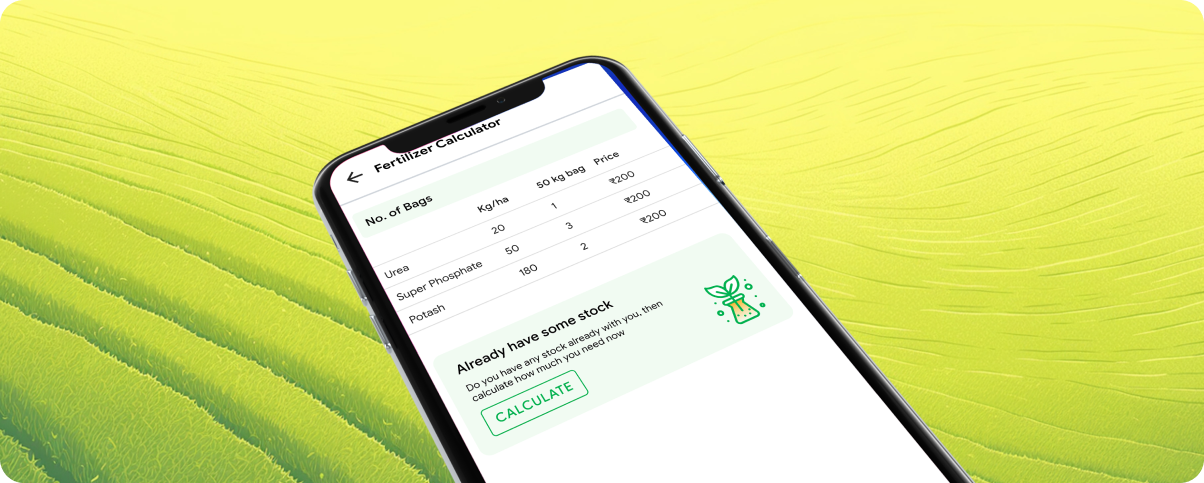 Fertilizer Calculator
No. of Bags
Kg/ha 50 kg bag Price
Urea 20 1 ₹200
Super Phosphate 50 3 ₹200
Potash 180 2 ₹200
Already have some stock
Do you have any stock already with you, then
calculate how much you need now
CALCULATE